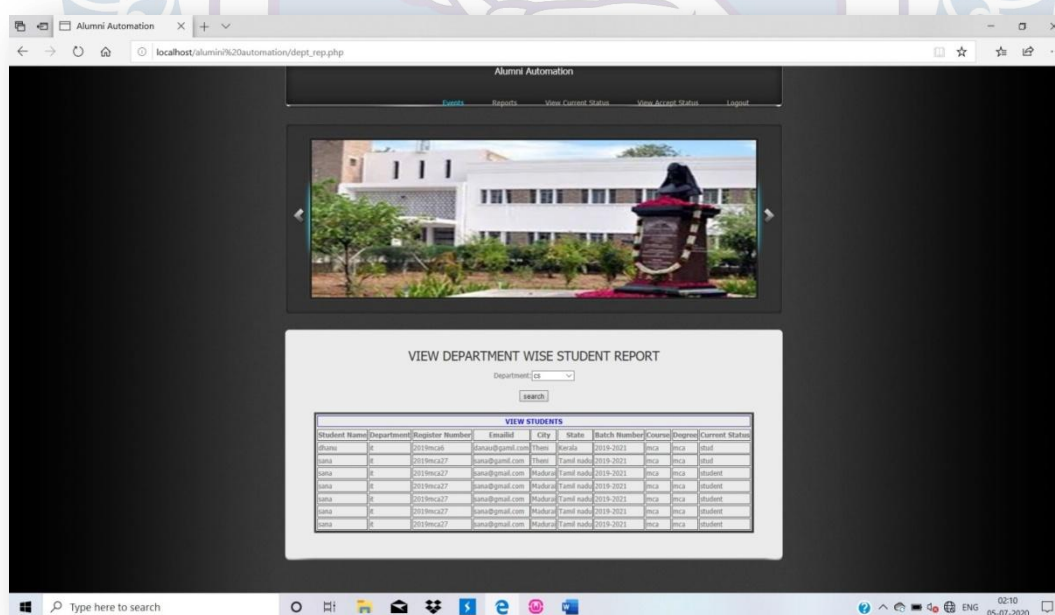 Alumni Automation
localhost/alumini%20automation/dept_rep.php
Alumni Automation
Events Reports View Current Status View Accept Status Logout
VIEW DEPARTMENT WISE STUDENT REPORT
Department: cs
search
VIEW STUDENTS
Student Name Department Register Number Emailid City State Batch Number Course Degree Current Status
dhanu it 2019mca6 danau@gamil.com Theni Kerala 2019-2021 mca mca stud
sana it 2019mca27 sana@gmail.com Theni Tamil nadu 2019-2021 mca mca stud
sana it 2019mca27 sana@gmail.com Madurai Tamil nadu 2019-2021 mca mca student
sana it 2019mca27 sana@gmail.com Madurai Tamil nadu 2019-2021 mca mca student
sana it 2019mca27 sana@gmail.com Madurai Tamil nadu 2019-2021 mca mca student
sana it 2019mca27 sana@gmail.com Madurai Tamil nadu 2019-2021 mca mca student
sana it 2019mca27 sana@gmail.com Madurai Tamil nadu 2019-2021 mca mca student
Type here to search
ENG 02:10
05-07-2020